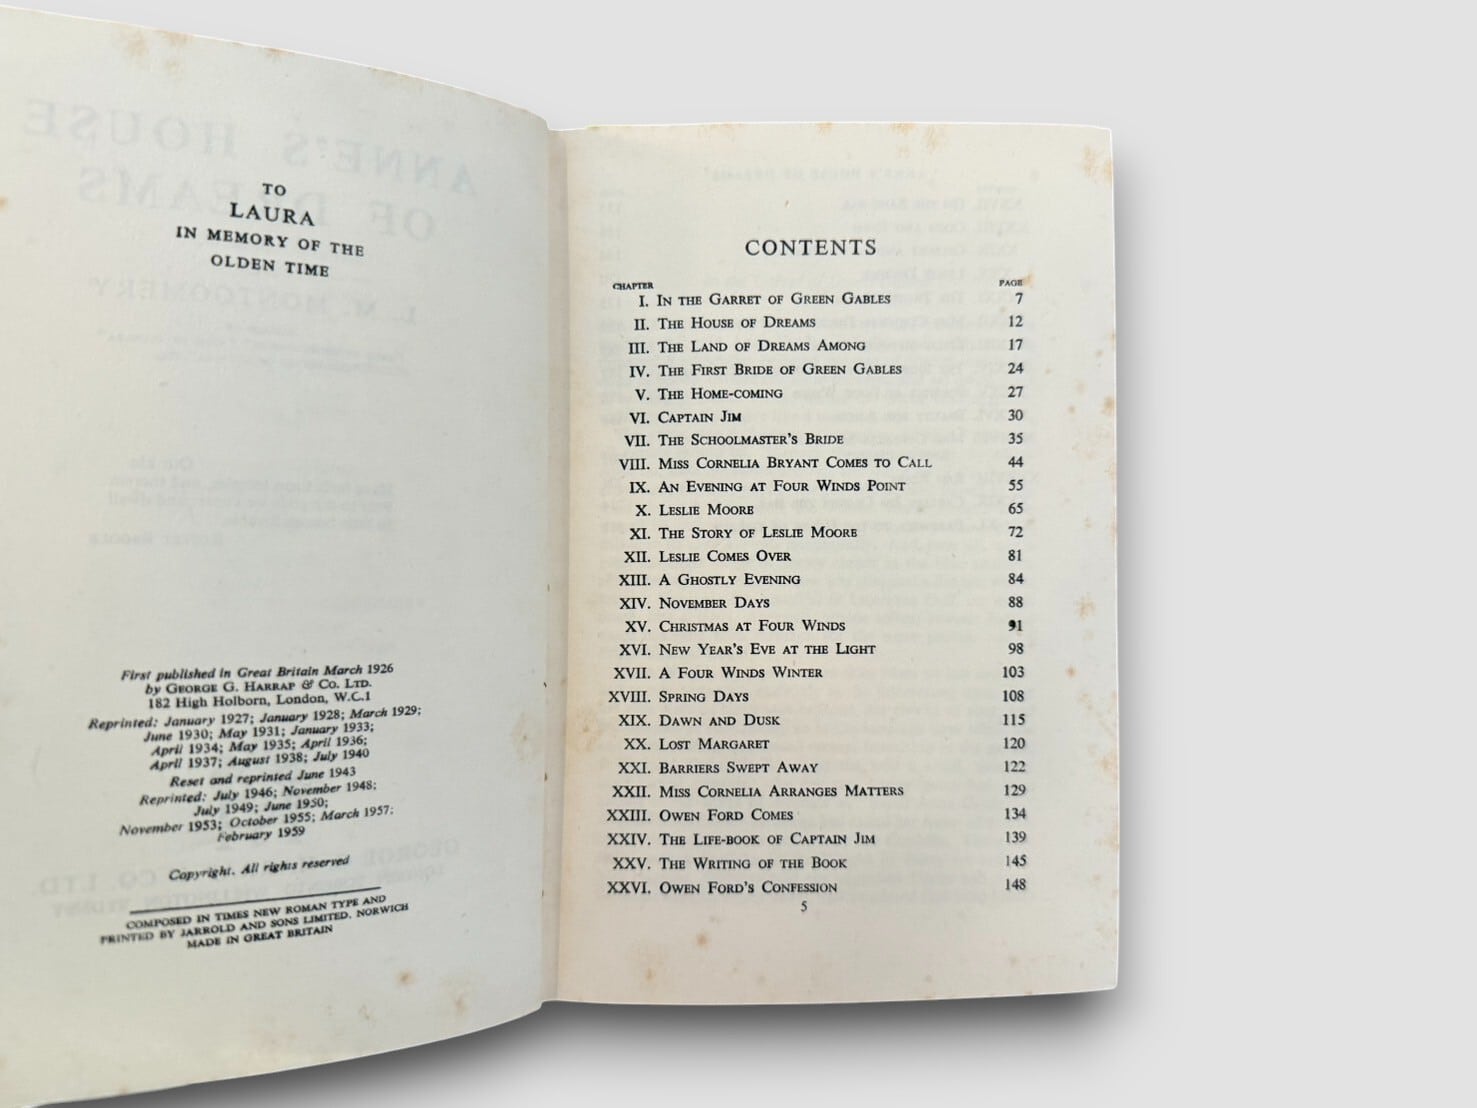 TO
LAURA
IN MEMORY OF THE
OLDEN TIME
ANNE'S HOUSE
OF DREAMS
L. M. MONTGOMERY
First published in Great Britain March 1926
by GEORGE G. HARRAP & CO. LTD.
182 High Holborn, London, W.C.1
Reprinted: January 1927; January 1928; March 1929;
June 1930; May 1931; January 1933;
April 1934; May 1935; April 1936;
April 1937; August 1938; July 1940
Reset and reprinted June 1943
Reprinted: July 1946; November 1948;
July 1949; June 1950;
November 1953; October 1955; March 1957;
February 1959
Copyright. All rights reserved
COMPOSED IN TIMES NEW ROMAN TYPE AND
PRINTED BY JARROLD AND SONS LIMITED, NORWICH
MADE IN GREAT BRITAIN
CONTENTS
CHAPTER PAGE
I. IN THE GARRET OF GREEN GABLES 7
II. THE HOUSE OF DREAMS 12
III. THE LAND OF DREAMS AMONG 17
IV. THE FIRST BRIDE OF GREEN GABLES 24
V. THE HOME-COMING 27
VI. CAPTAIN JIM 30
VII. THE SCHOOLMASTER'S BRIDE 35
VIII. MISS CORNELIA BRYANT COMES TO CALL 44
IX. AN EVENING AT FOUR WINDS POINT 55
X. LESLIE MOORE 65
XI. THE STORY OF LESLIE MOORE 72
XII. LESLIE COMES OVER 81
XIII. A GHOSTLY EVENING 84
XIV. NOVEMBER DAYS 88
XV. CHRISTMAS AT FOUR WINDS 91
XVI. NEW YEAR'S EVE AT THE LIGHT 98
XVII. A FOUR WINDS WINTER 103
XVIII. SPRING DAYS 108
XIX. DAWN AND DUSK 115
XX. LOST MARGARET 120
XXI. BARRIERS SWEPT AWAY 122
XXII. MISS CORNELIA ARRANGES MATTERS 129
XXIII. OWEN FORD COMES 134
XXIV. THE LIFE-BOOK OF CAPTAIN JIM 139
XXV. THE WRITING OF THE BOOK 145
XXVI. OWEN FORD'S CONFESSION 148
5